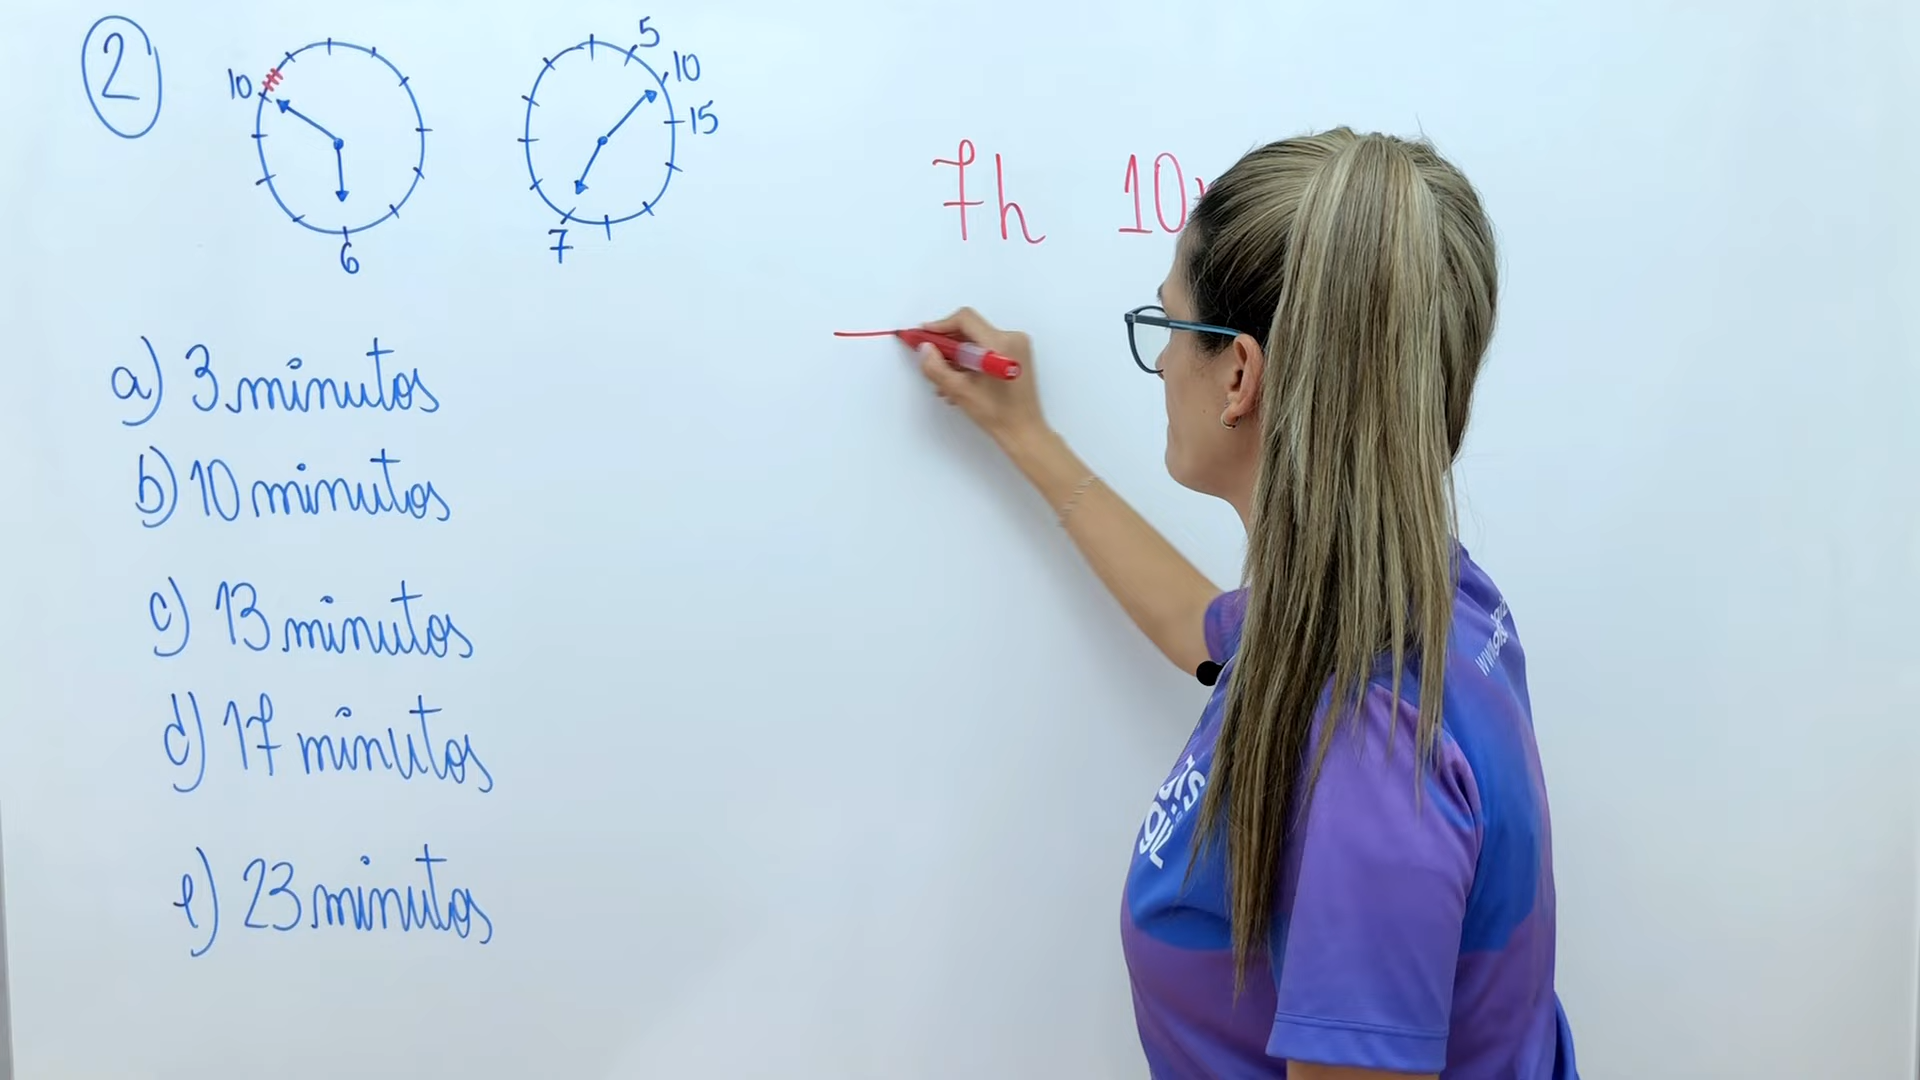 2
10
6
5
10
15
7
7h 10
a) 3 minutos
b) 10 minutos
c) 13 minutos
d) 17 minutos
e) 23 minutos